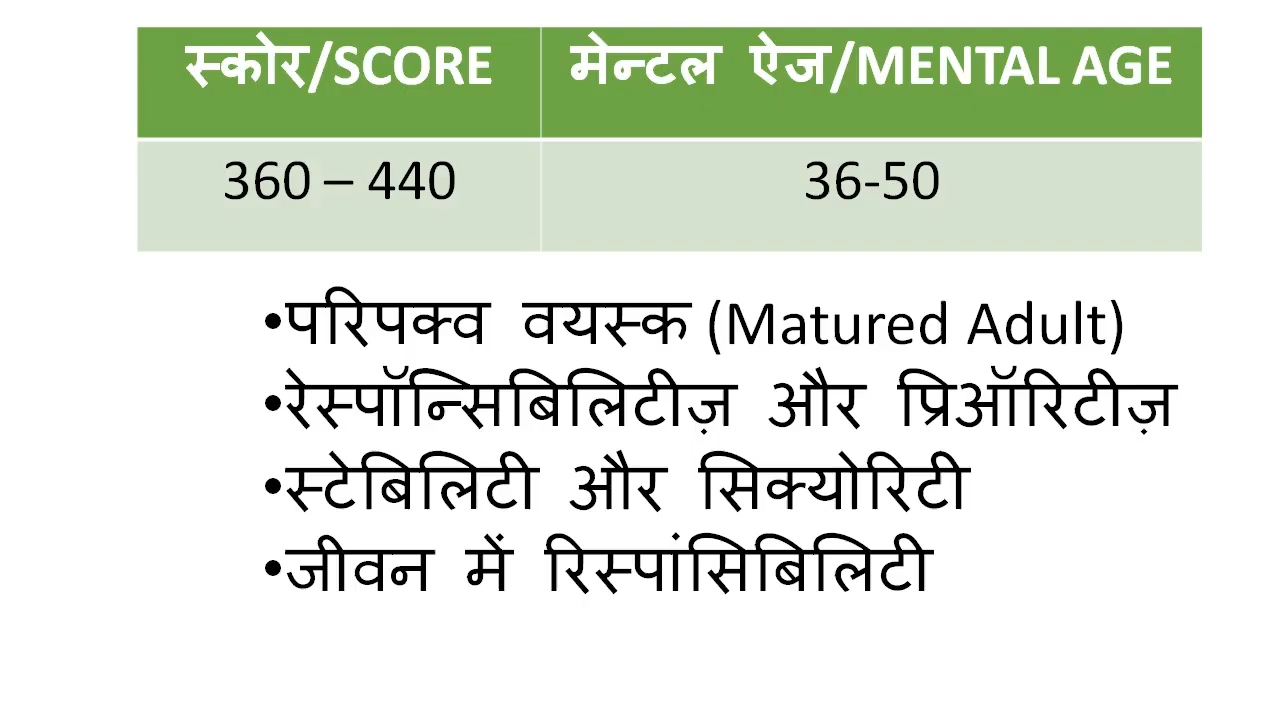 स्कोर/SCORE मेन्टल ऐज/MENTAL AGE
360 – 440 36-50
•परिपक्व वयस्क (Matured Adult)
•रेस्पॉन्सिबिलिटीज़ और प्रिऑरिटीज़
•स्टेबिलिटी और सिक्योरिटी
•जीवन में रिस्पांसिबिलिटी